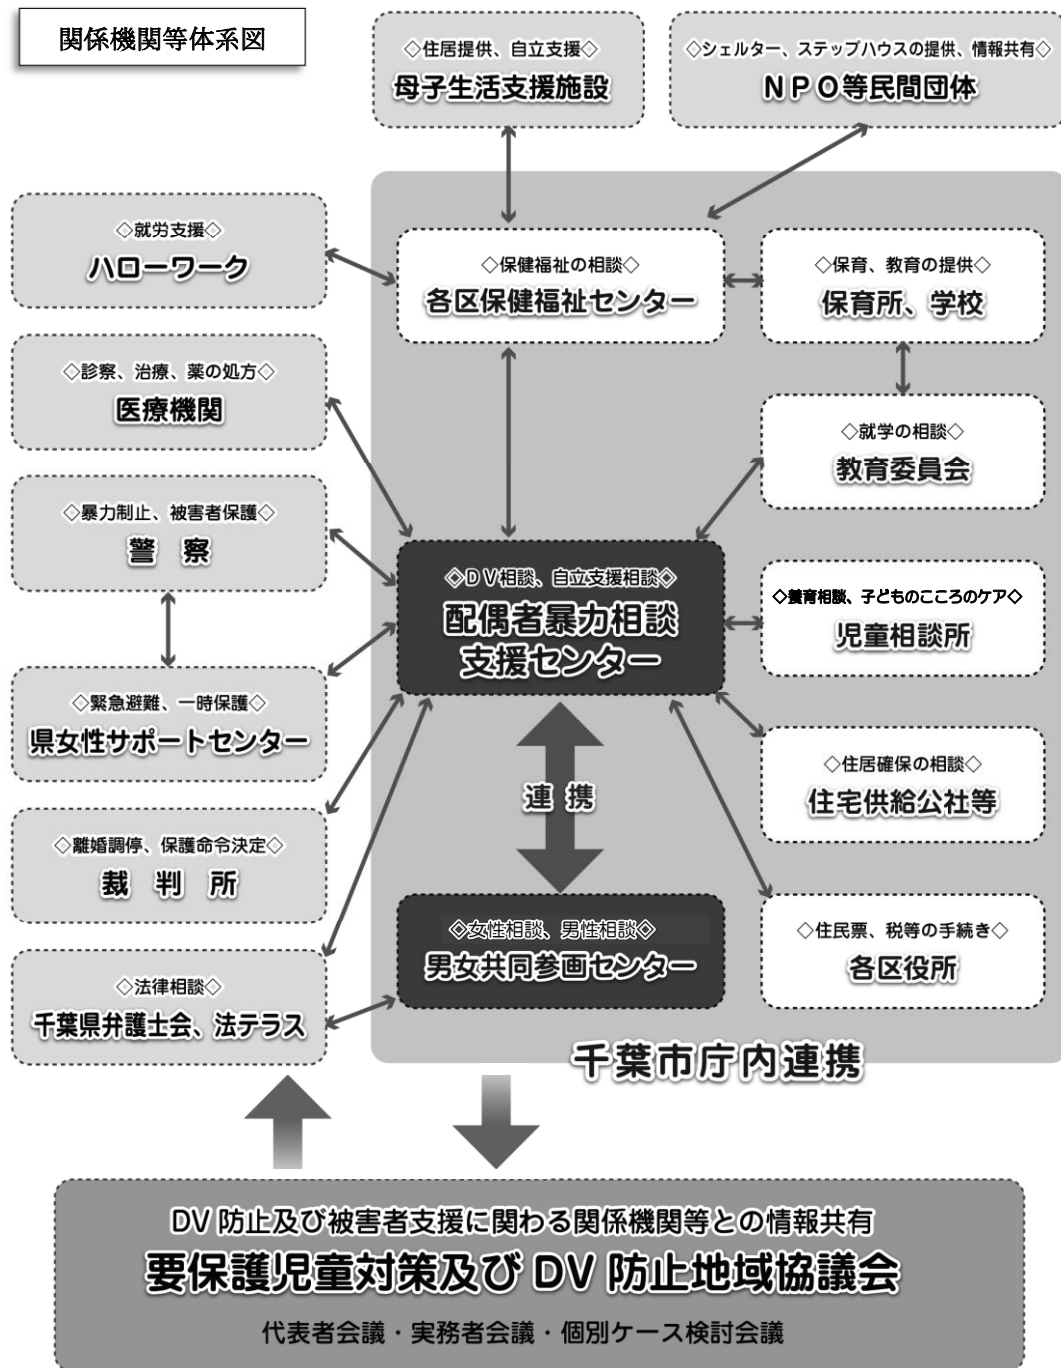 関係機関等体系図
◇住居提供、自立支援◇
母子生活支援施設
◇シェルター、ステップハウスの提供、情報共有◇
NPO等民間団体
◇就労支援◇
ハローワーク
◇保健福祉の相談◇
各区保健福祉センター
◇保育、教育の提供◇
保育所、学校
◇診察、治療、薬の処方◇
医療機関
◇就学の相談◇
教育委員会
◇暴力制止、被害者保護◇
警 察
◇DV相談、自立支援相談◇
配偶者暴力相談
支援センター
◇養育相談、子どものこころのケア◇
児童相談所
◇緊急避難、一時保護◇
県女性サポートセンター
◇住居確保の相談◇
住宅供給公社等
連 携
◇離婚調停、保護命令決定◇
裁 判 所
◇女性相談、男性相談◇
男女共同参画センター
◇住民票、税等の手続き◇
各区役所
◇法律相談◇
千葉県弁護士会、法テラス
千葉市庁内連携
DV 防止及び被害者支援に関わる関係機関等との情報共有
要保護児童対策及び DV 防止地域協議会
代表者会議・実務者会議・個別ケース検討会議